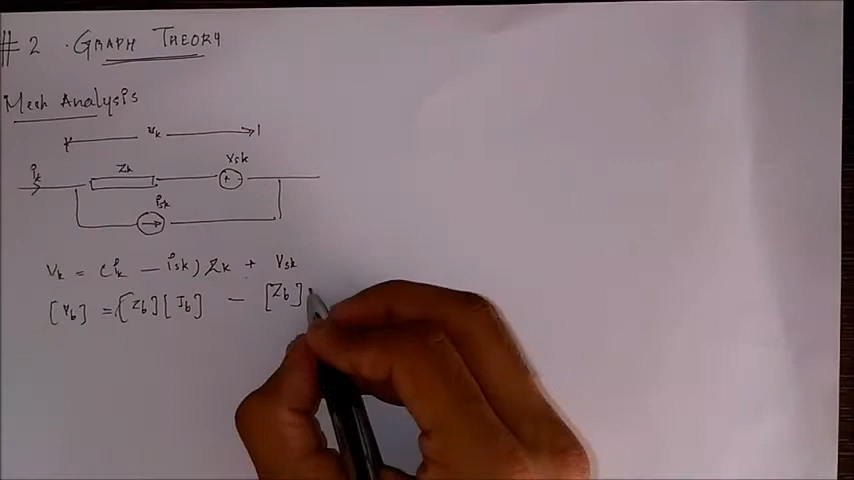 #2 . GRAPH THEORY
Mesh Analysis
vk
ik
Zk
Vsk
+ -
isk
Vk = (ik - isk) Zk + Vsk
[Vb] = [Zb] [Ib] - [Zb]